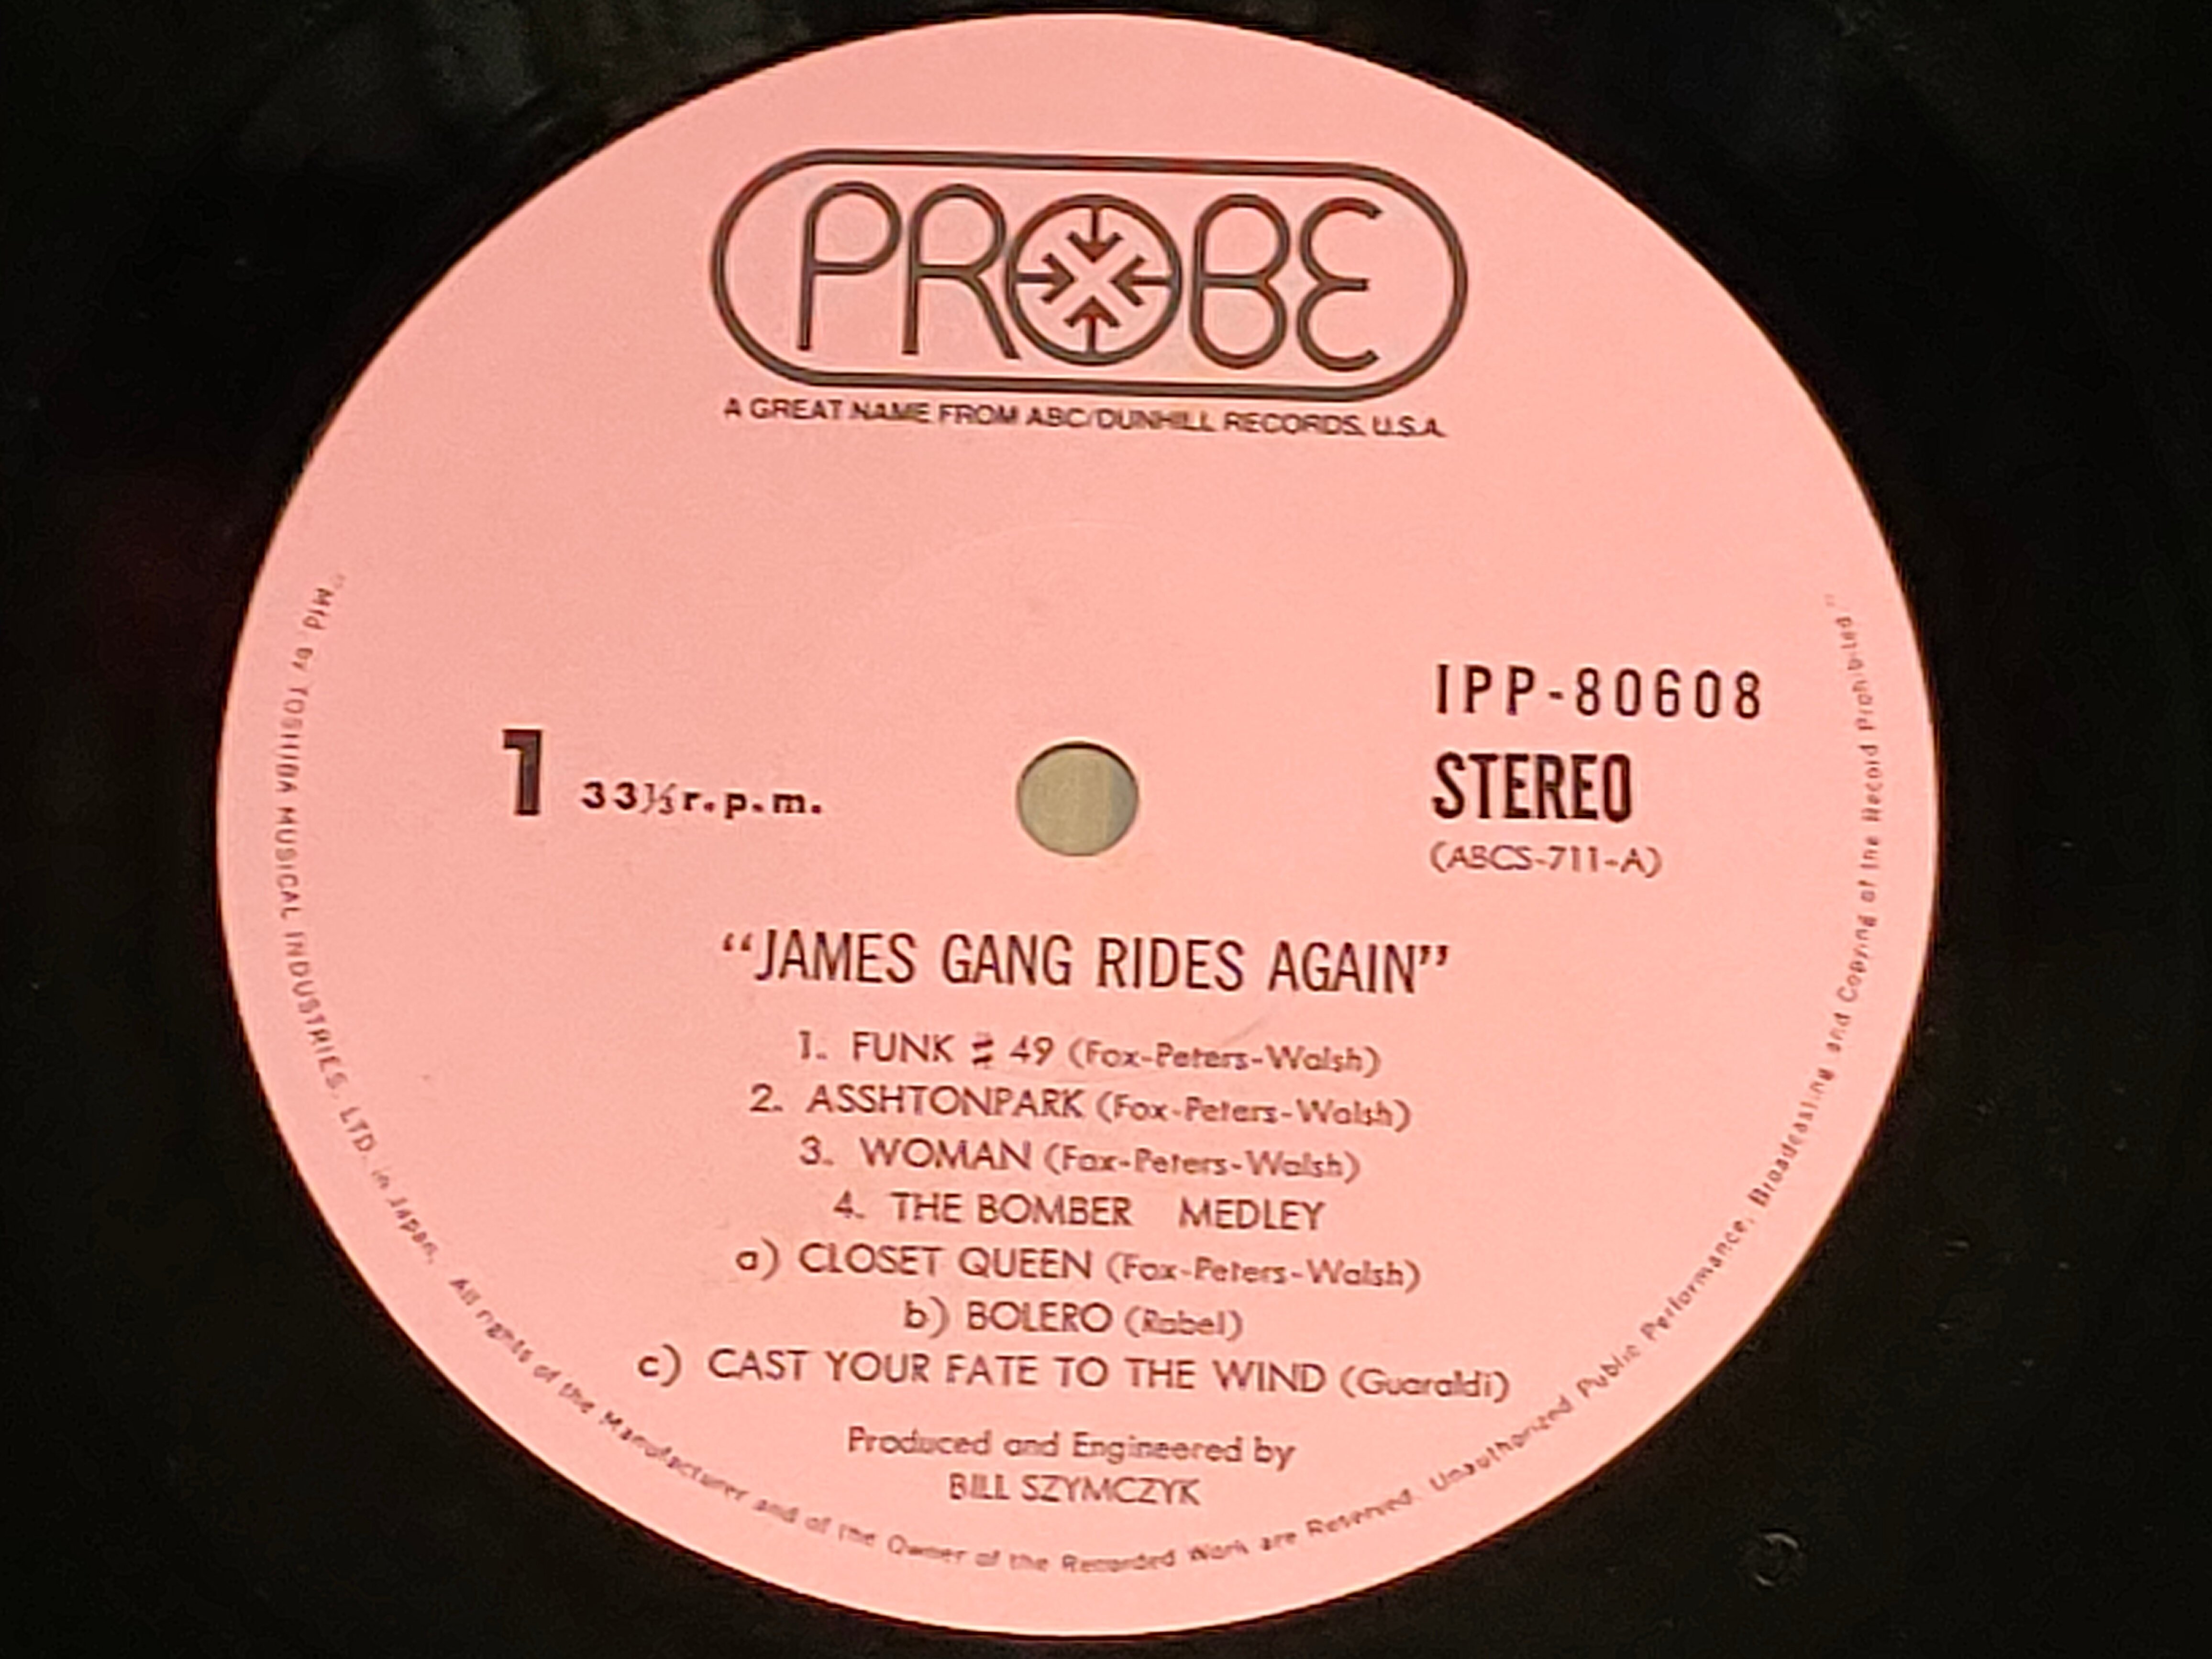 PROBE
A GREAT NAME FROM ABC/DUNHILL RECORDS, U.S.A.
IPP-80608
1 33⅓ r.p.m.
STEREO
(ABCS-711-A)
“JAMES GANG RIDES AGAIN”
1. FUNK # 49 (Fox-Peters-Walsh)
2. ASSHTONPARK (Fox-Peters-Walsh)
3. WOMAN (Fox-Peters-Walsh)
4. THE BOMBER MEDLEY
a) CLOSET QUEEN (Fox-Peters-Walsh)
b) BOLERO (Rabel)
c) CAST YOUR FATE TO THE WIND (Guaraldi)
Produced and Engineered by
BILL SZYMCZYK
“Mfd by TOSHIBA MUSICAL INDUSTRIES, LTD. in Japan. All rights of the Manufacturer and of the Owner of the Recorded Work are Reserved. Unauthorized Public Performance, Broadcasting and Copying of the Record Prohibited.”